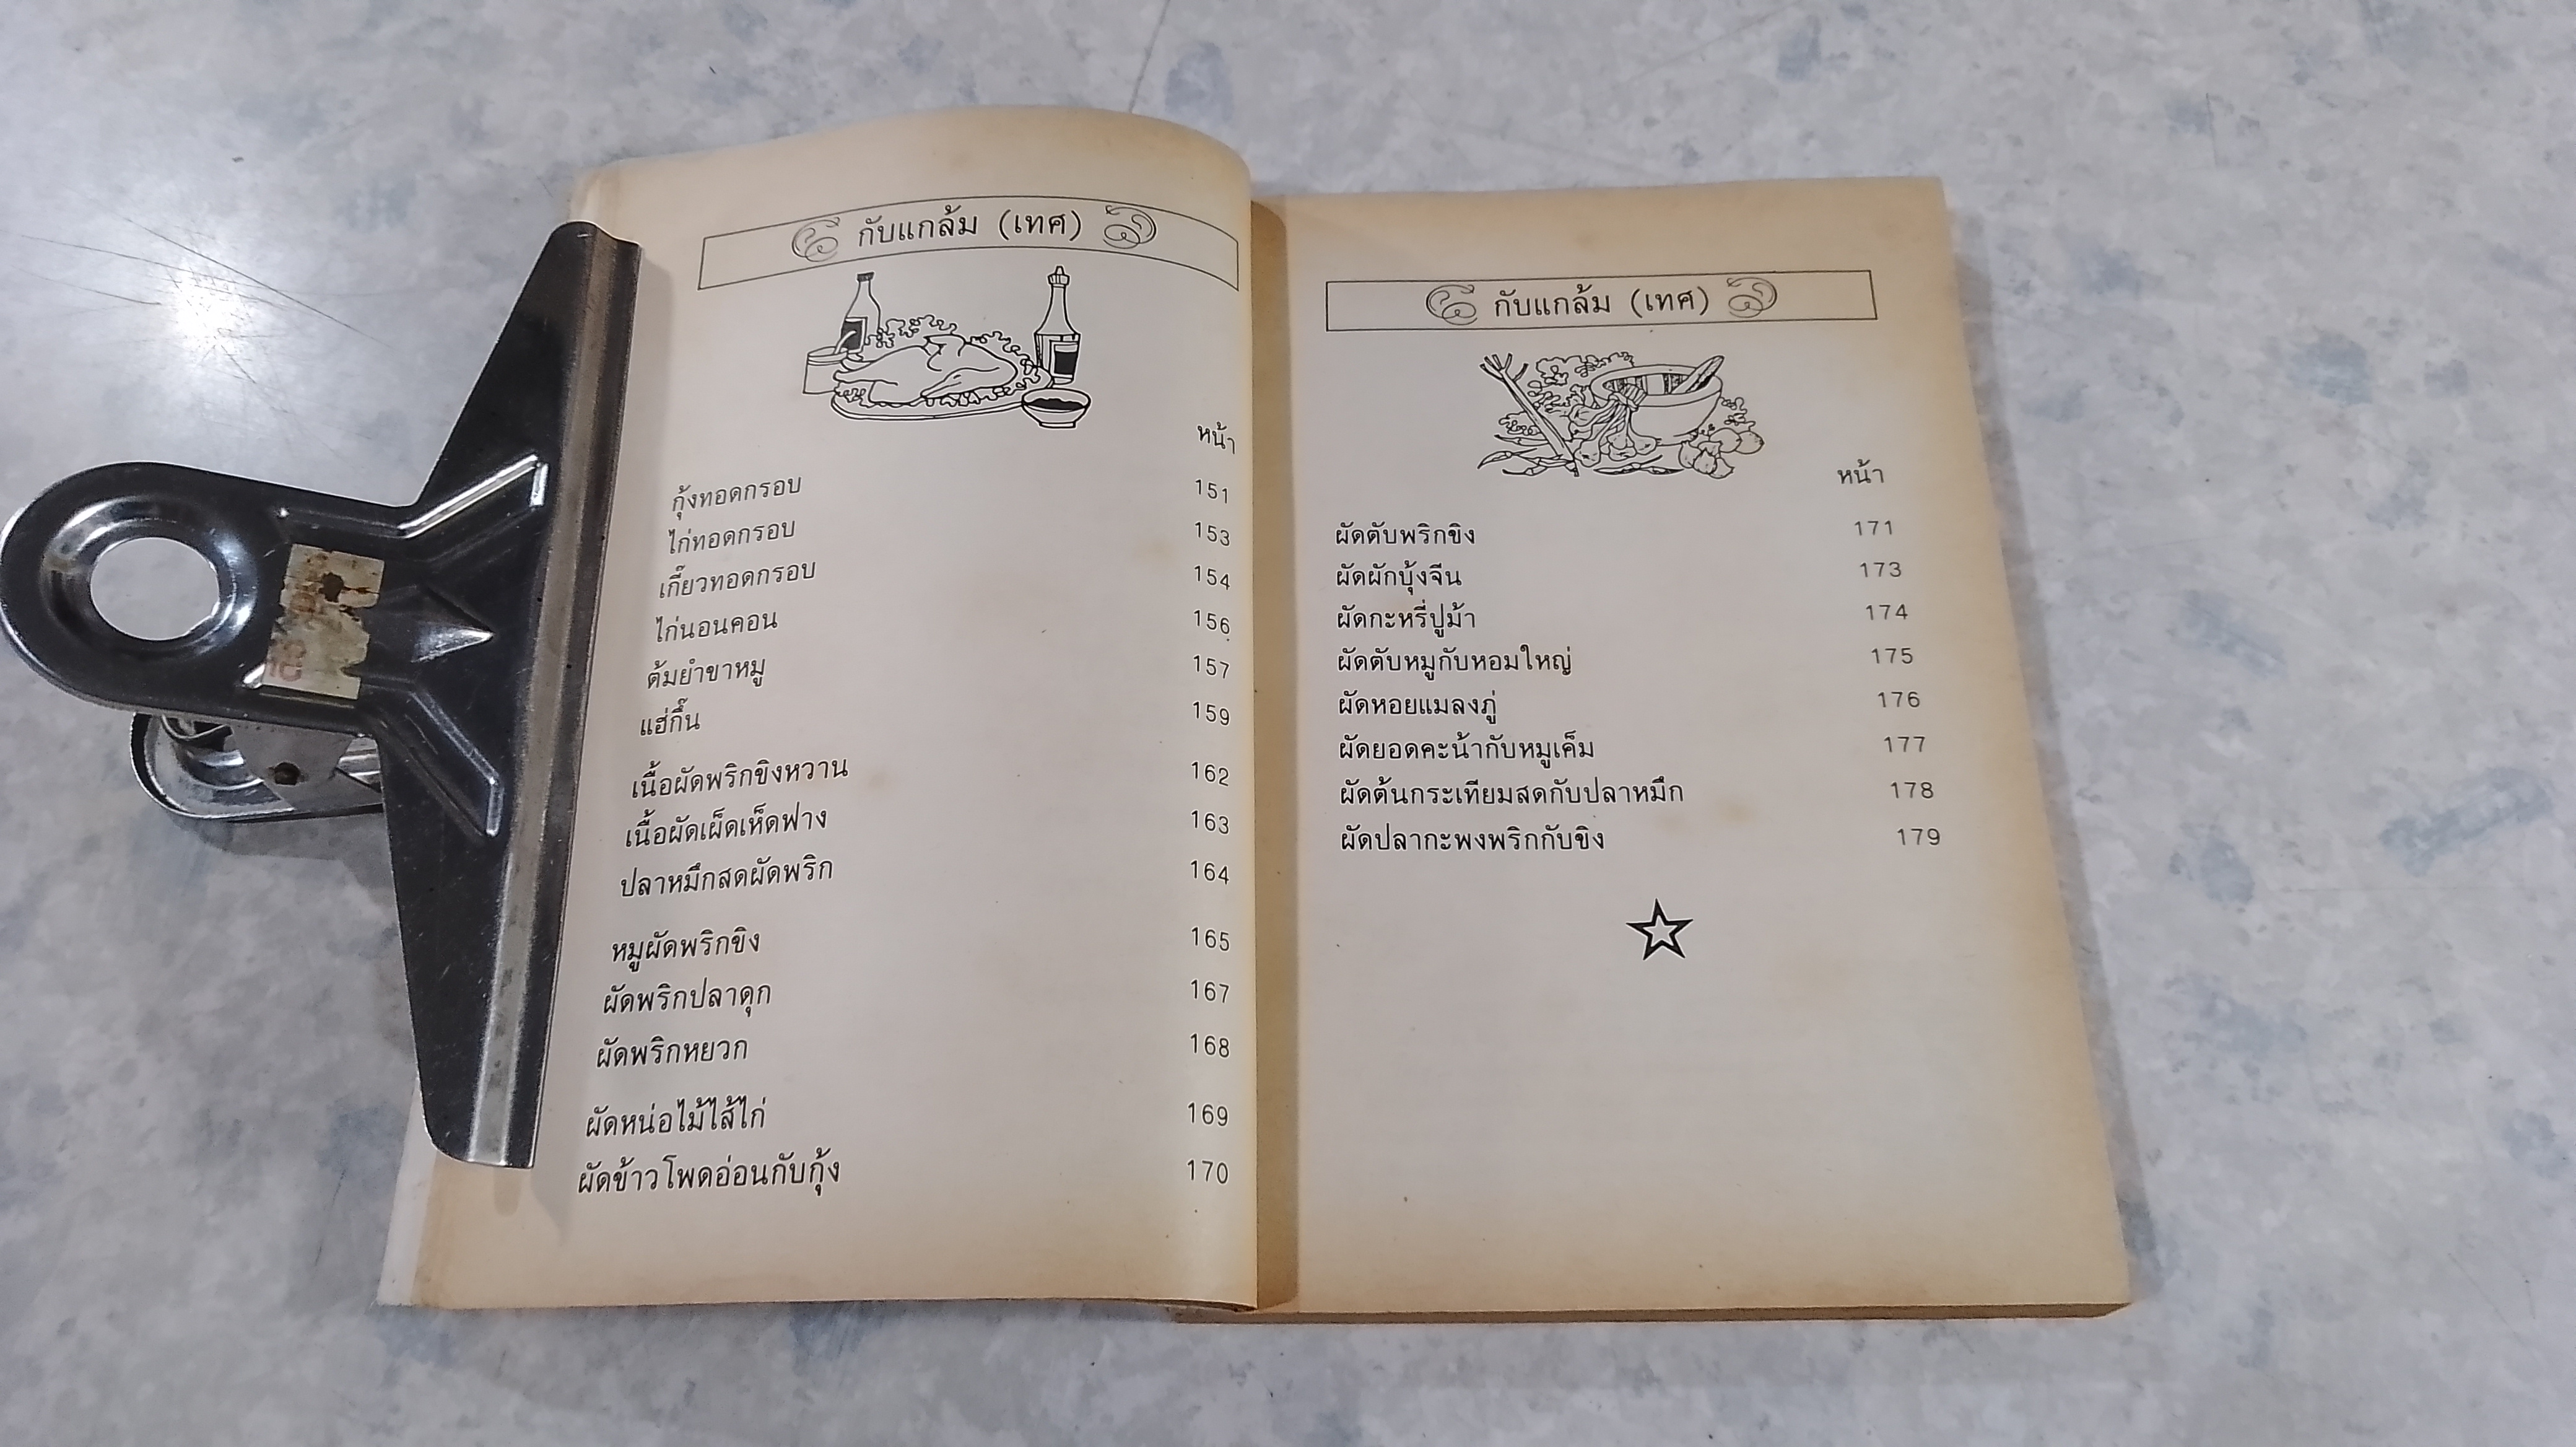 กับแกล้ม (เทศ)
หน้า
กุ้งทอดกรอบ 151
ไก่ทอดกรอบ 153
เกี๊ยวทอดกรอบ 154
ไก่นอนคอน 156
ต้มยำขาหมู 157
แฮ่กึ๊น 159
เนื้อผัดพริกขิงหวาน 162
เนื้อผัดเผ็ดเห็ดฟาง 163
ปลาหมึกสดผัดพริก 164
หมูผัดพริกขิง 165
ผัดพริกปลาดุก 167
ผัดพริกหยวก 168
ผัดหน่อไม้ไส้ไก่ 169
ผัดข้าวโพดอ่อนกับกุ้ง 170
กับแกล้ม (เทศ)
หน้า
ผัดตับพริกขิง 171
ผัดผักบุ้งจีน 173
ผัดกะหรี่ปูม้า 174
ผัดตับหมูกับหอมใหญ่ 175
ผัดหอยแมลงภู่ 176
ผัดยอดคะน้ากับหมูเค็ม 177
ผัดต้นกระเทียมสดกับปลาหมึก 178
ผัดปลากะพงพริกกับขิง 179